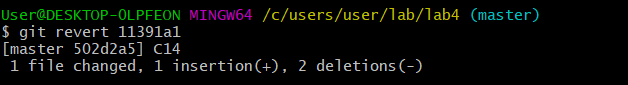 User@DESKTOP-OLPFEON MINGW64 /c/users/user/lab/lab4 (master)
$ git revert 11391a1
[master 502d2a5] C14
 1 file changed, 1 insertion(+), 2 deletions(-)